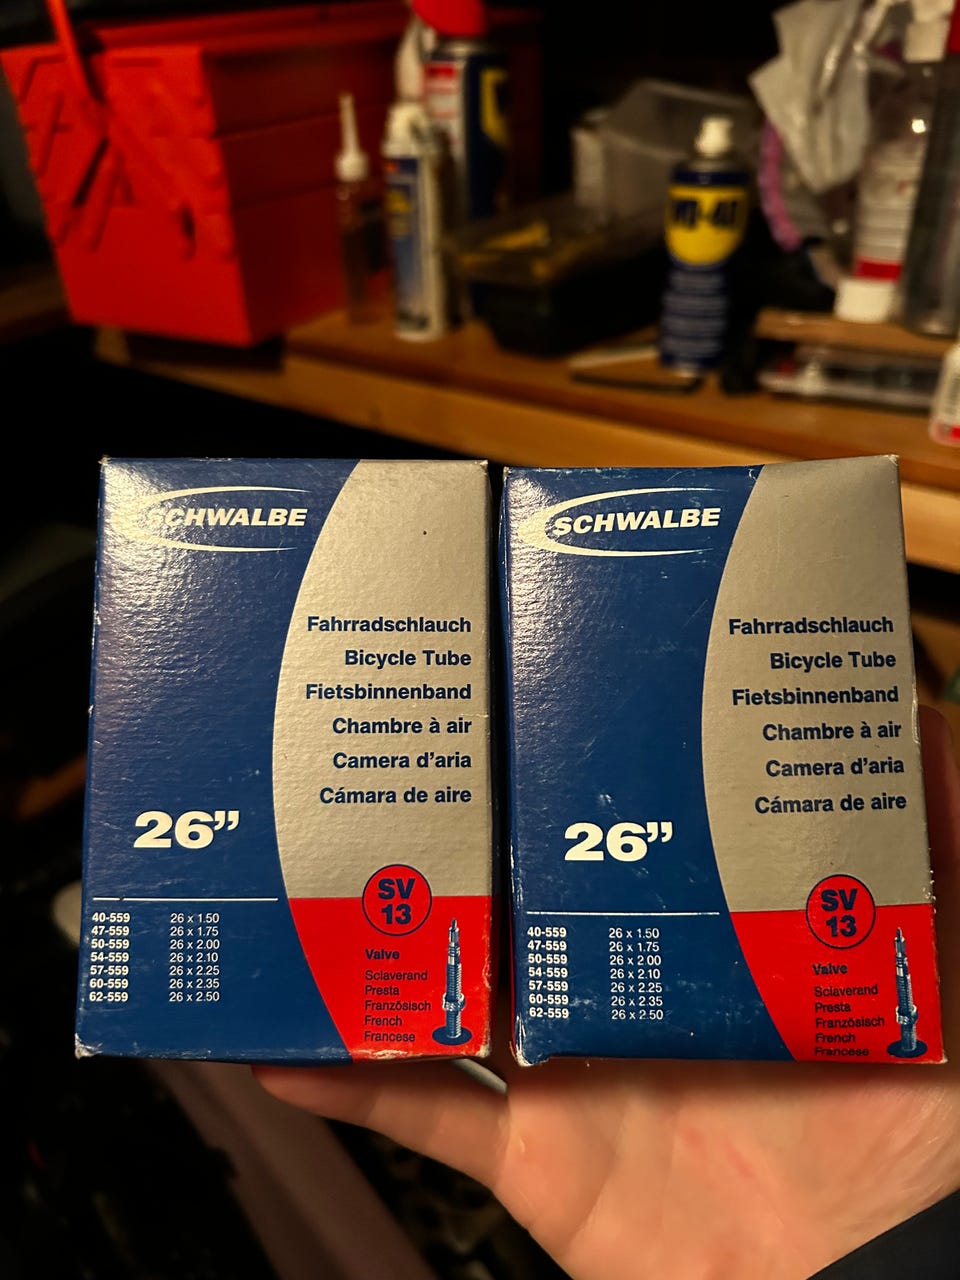 WD-40
SCHWALBE
Fahrradschlauch
Bicycle Tube
Fietsbinnenband
Chambre à air
Camera d'aria
Cámara de aire
26”
40-559 26 x 1.50
47-559 26 x 1.75
50-559 26 x 2.00
54-559 26 x 2.10
57-559 26 x 2.25
60-559 26 x 2.35
62-559 26 x 2.50
SV
13
Valve
Sclaverand
Presta
Französisch
French
Francese
SCHWALBE
Fahrradschlauch
Bicycle Tube
Fietsbinnenband
Chambre à air
Camera d'aria
Cámara de aire
26”
40-559 26 x 1.50
47-559 26 x 1.75
50-559 26 x 2.00
54-559 26 x 2.10
57-559 26 x 2.25
60-559 26 x 2.35
62-559 26 x 2.50
SV
13
Valve
Sclaverand
Presta
Französisch
French
Francese